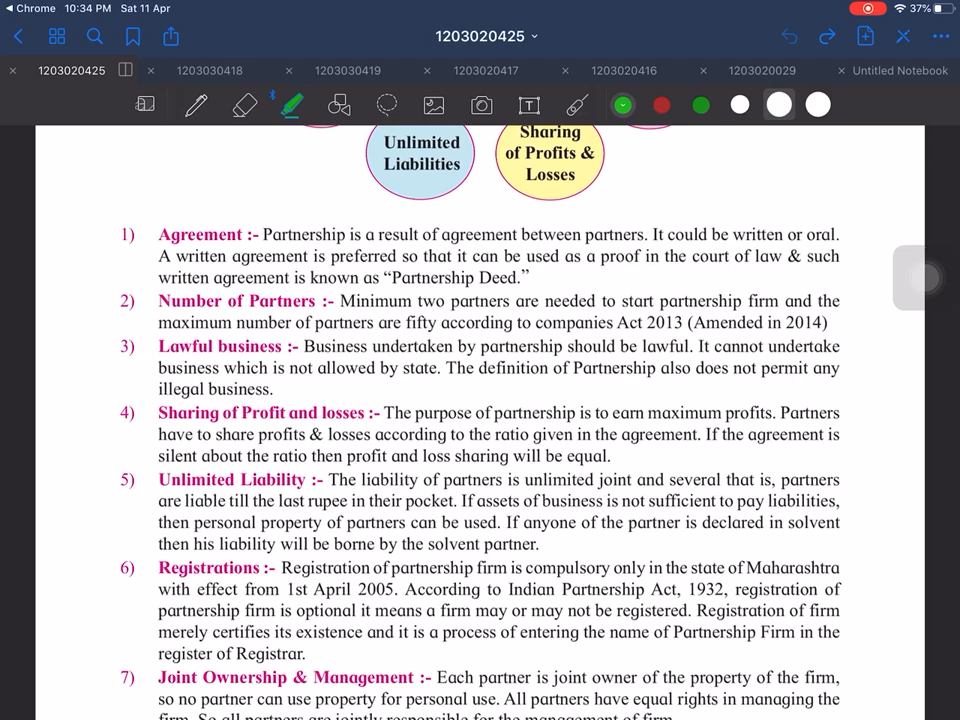 Chrome 10:34 PM Sat 11 Apr 37%
1203020425
1203020425 1203030418 1203030419 1203020417 1203020416 1203020029 Untitled Notebook
T
Unlimited
Liabilities
Sharing
of Profits &
Losses
1) Agreement :- Partnership is a result of agreement between partners. It could be written or oral.
A written agreement is preferred so that it can be used as a proof in the court of law & such
written agreement is known as “Partnership Deed.”
2) Number of Partners :- Minimum two partners are needed to start partnership firm and the
maximum number of partners are fifty according to companies Act 2013 (Amended in 2014)
3) Lawful business :- Business undertaken by partnership should be lawful. It cannot undertake
business which is not allowed by state. The definition of Partnership also does not permit any
illegal business.
4) Sharing of Profit and losses :- The purpose of partnership is to earn maximum profits. Partners
have to share profits & losses according to the ratio given in the agreement. If the agreement is
silent about the ratio then profit and loss sharing will be equal.
5) Unlimited Liability :- The liability of partners is unlimited joint and several that is, partners
are liable till the last rupee in their pocket. If assets of business is not sufficient to pay liabilities,
then personal property of partners can be used. If anyone of the partner is declared in solvent
then his liability will be borne by the solvent partner.
6) Registrations :- Registration of partnership firm is compulsory only in the state of Maharashtra
with effect from 1st April 2005. According to Indian Partnership Act, 1932, registration of
partnership firm is optional it means a firm may or may not be registered. Registration of firm
merely certifies its existence and it is a process of entering the name of Partnership Firm in the
register of Registrar.
7) Joint Ownership & Management :- Each partner is joint owner of the property of the firm,
so no partner can use property for personal use. All partners have equal rights in managing the
firm. So all partners are jointly responsible for the management of firm.